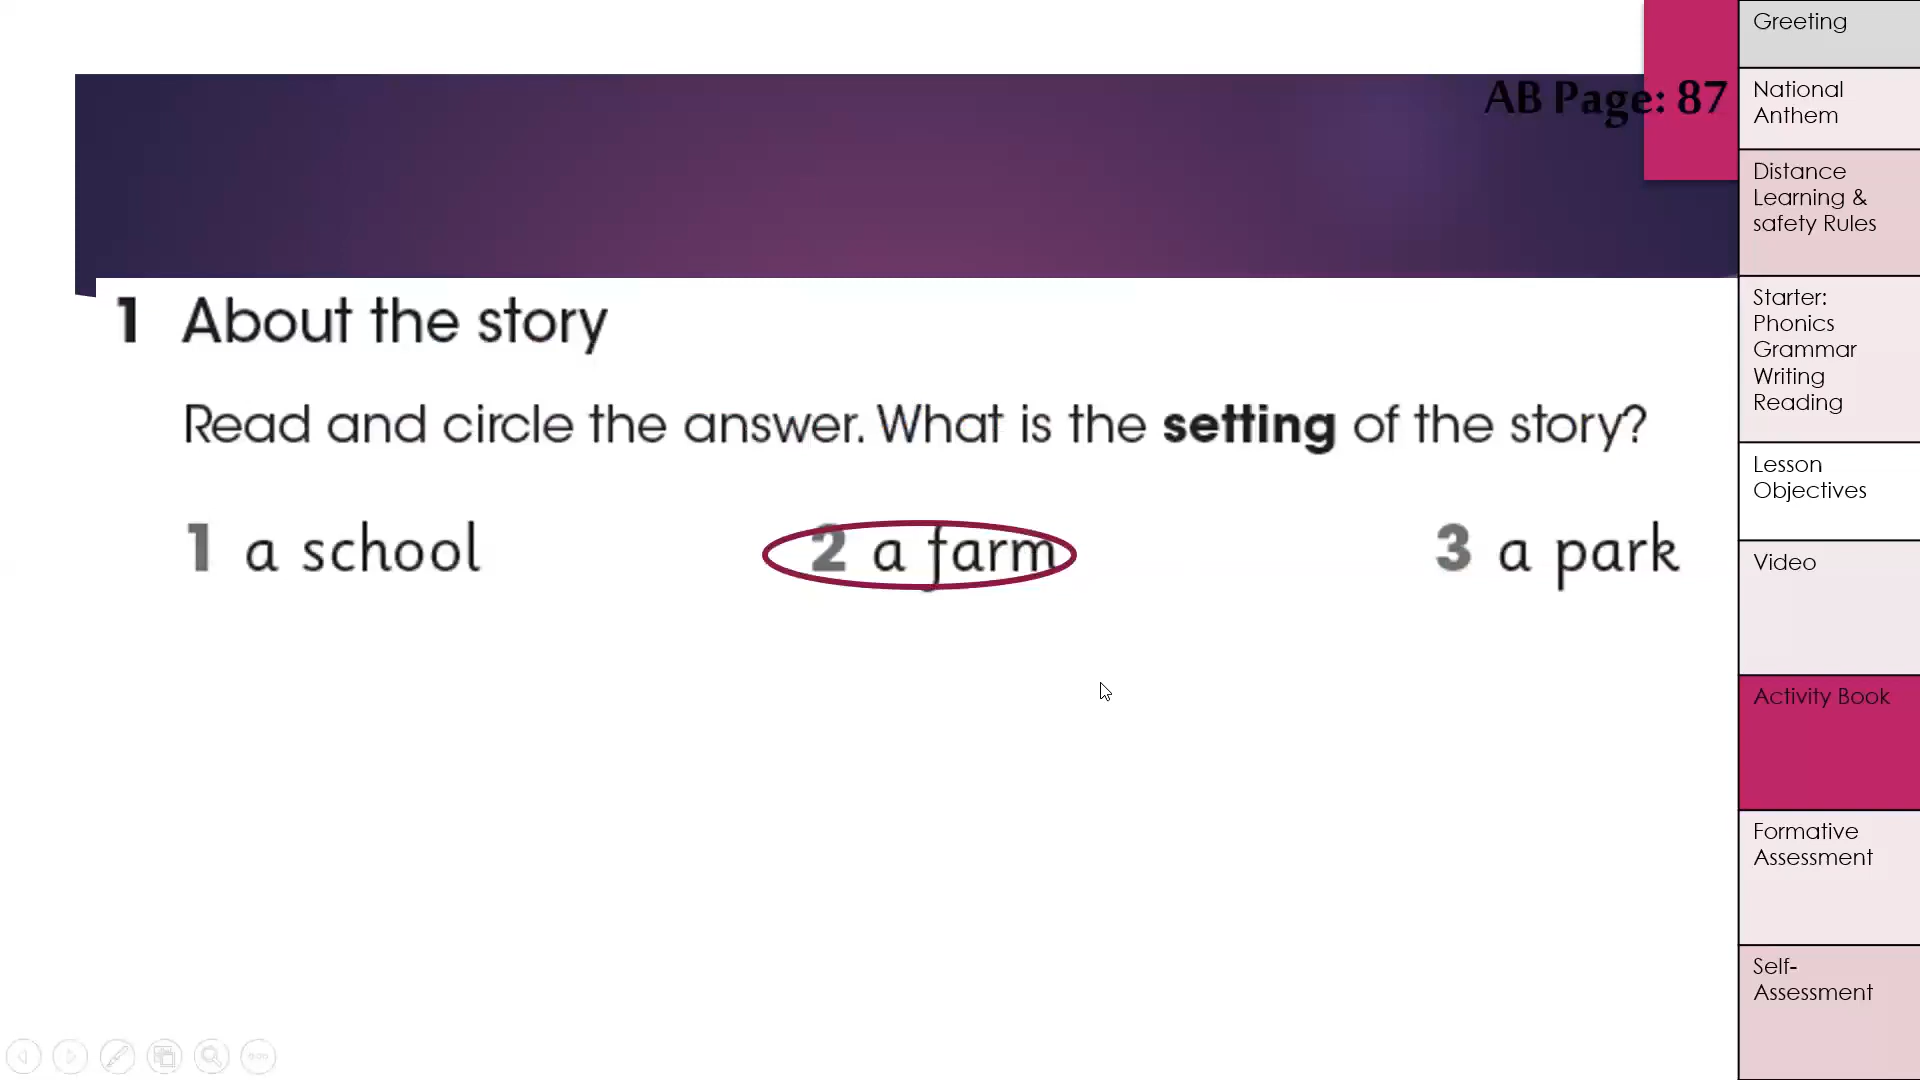 AB Page: 87
1 About the story
Read and circle the answer. What is the setting of the story?
1 a school
2 a farm
3 a park
Greeting
National
Anthem
Distance
Learning &
safety Rules
Starter:
Phonics
Grammar
Writing
Reading
Lesson
Objectives
Video
Activity Book
Formative
Assessment
Self-
Assessment